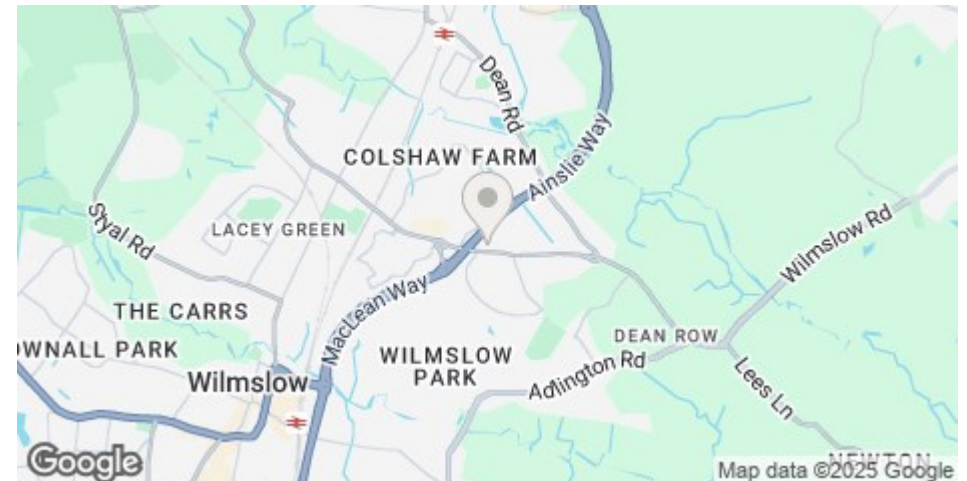 Dean Rd
COLSHAW FARM
Ainslie Way
Styal Rd
LACEY GREEN
Wilmslow Rd
MacLean Way
THE CARRS
OWNALL PARK
WILMSLOW
PARK
DEAN ROW
Wilmslow
Adlington Rd
Lees Ln
NEWTON
Google
Map data ©2025 Google